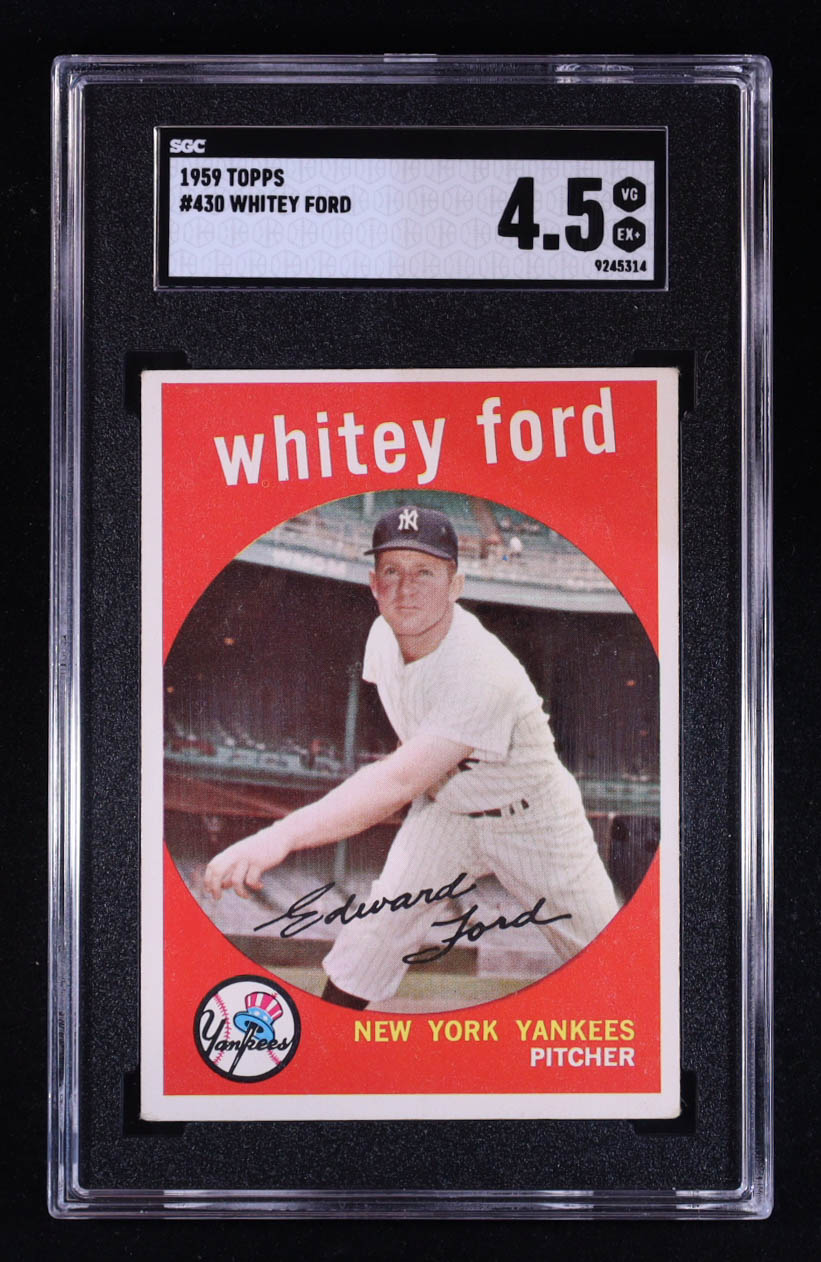 SGC
1959 TOPPS
#430 WHITEY FORD
4.5
VG
EX+
9245314
whitey ford
NY
Edward
Ford
Yankees
NEW YORK YANKEES
PITCHER